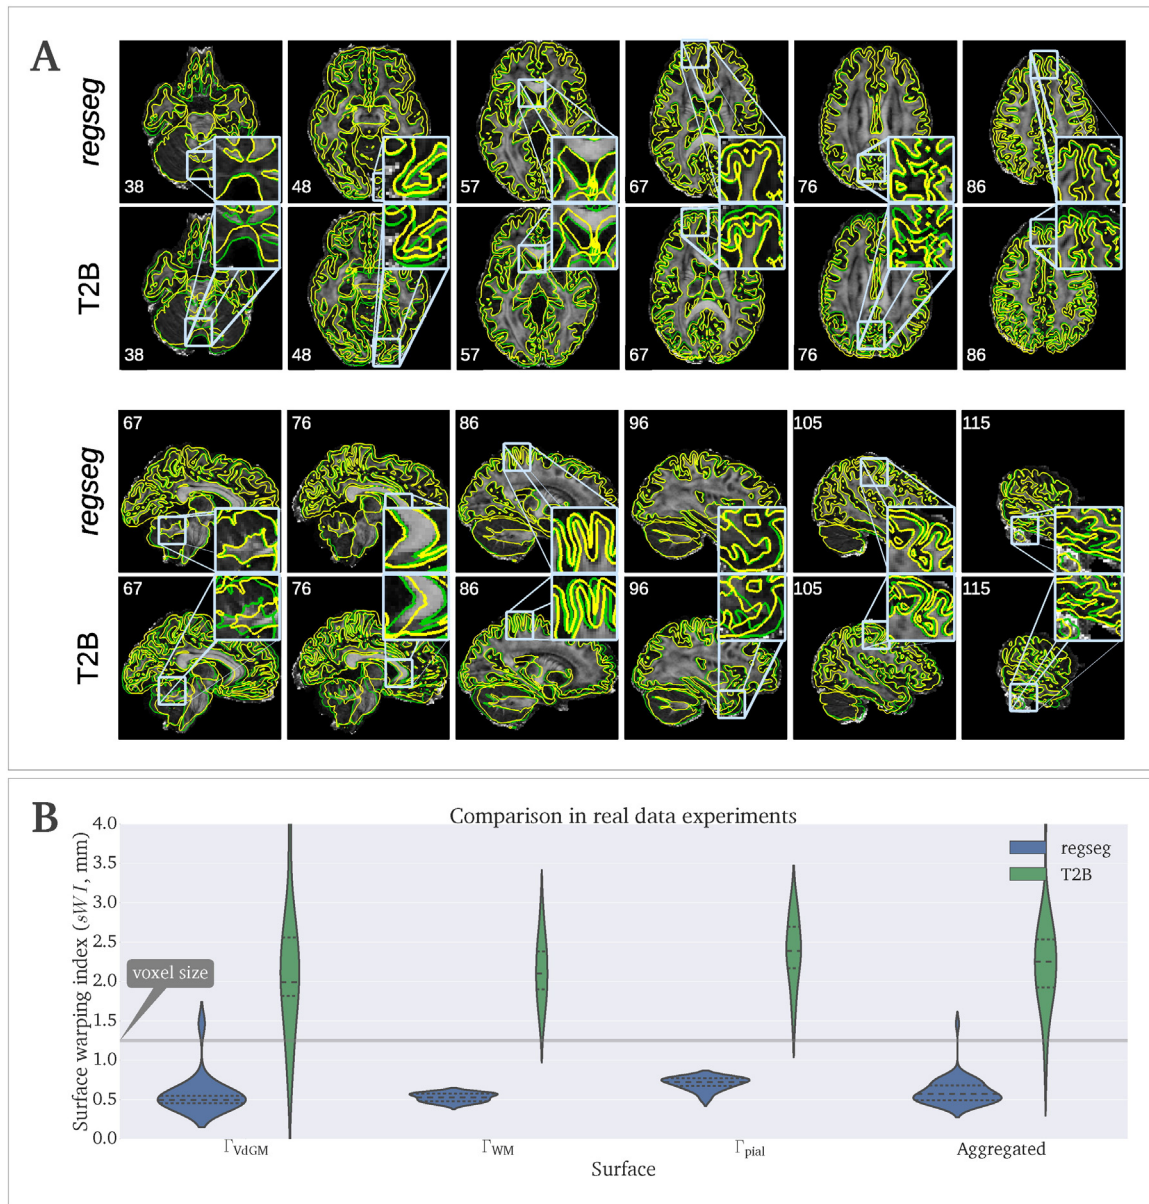 A
regseg
38 48 57 67 76 86
T2B
38 48 57 67 76 86
regseg
67 76 86 96 105 115
T2B
67 76 86 96 105 115
B
Comparison in real data experiments
regseg
T2B
Surface warping index (sWI, mm)
4.0
3.5
3.0
2.5
2.0
1.5
1.0
0.5
0.0
voxel size
Γ_VdGM Γ_WM Γ_pial Aggregated
Surface